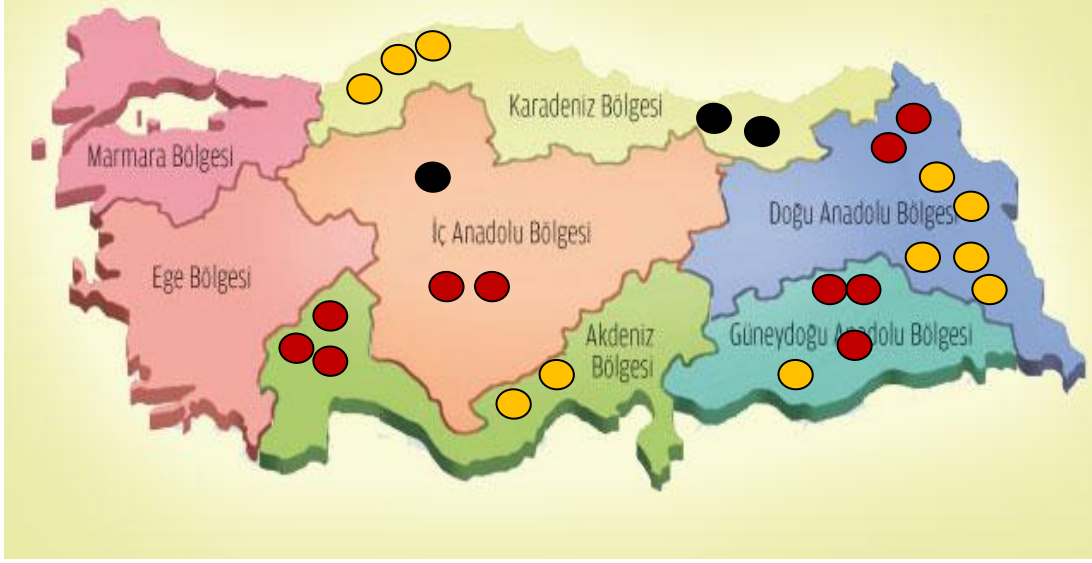 Karadeniz Bölgesi
Marmara Bölgesi
Doğu Anadolu Bölgesi
İç Anadolu Bölgesi
Ege Bölgesi
Akdeniz
Bölgesi
Güneydoğu Anadolu Bölgesi